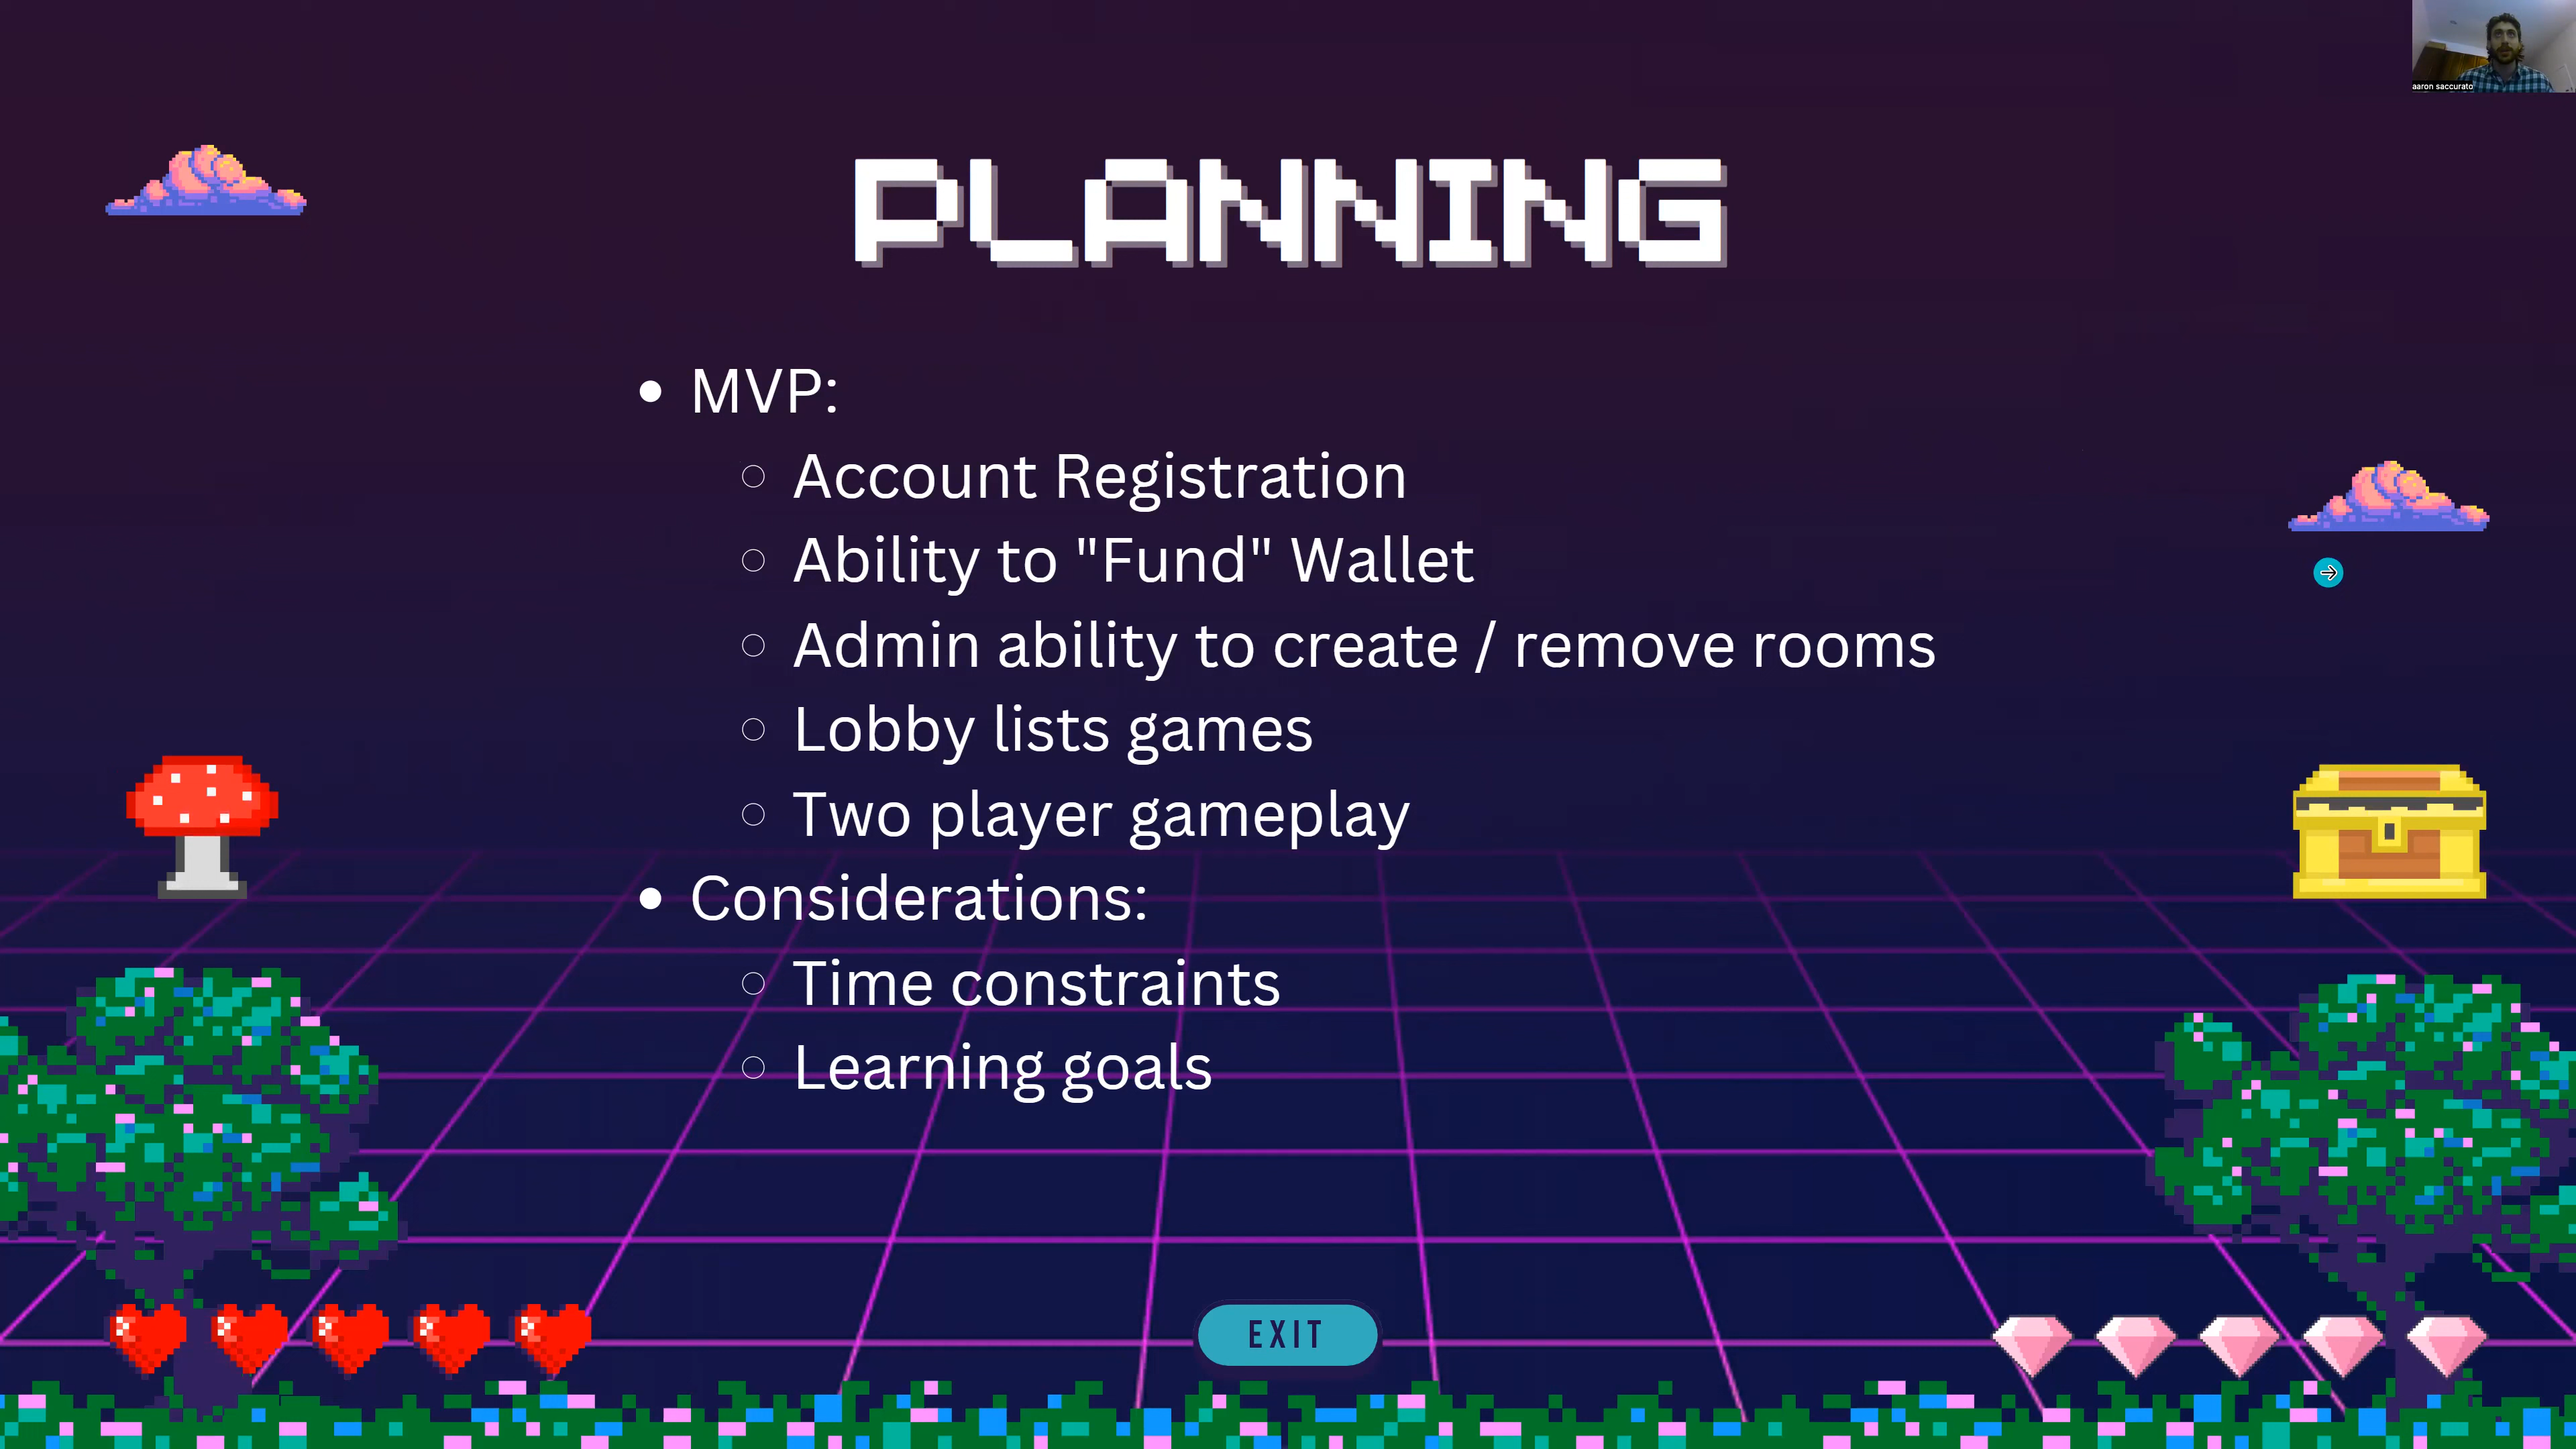 aaron saccurato
PLANNING
MVP:
Account Registration
Ability to "Fund" Wallet
Admin ability to create / remove rooms
Lobby lists games
Two player gameplay
Considerations:
Time constraints
Learning goals
EXIT